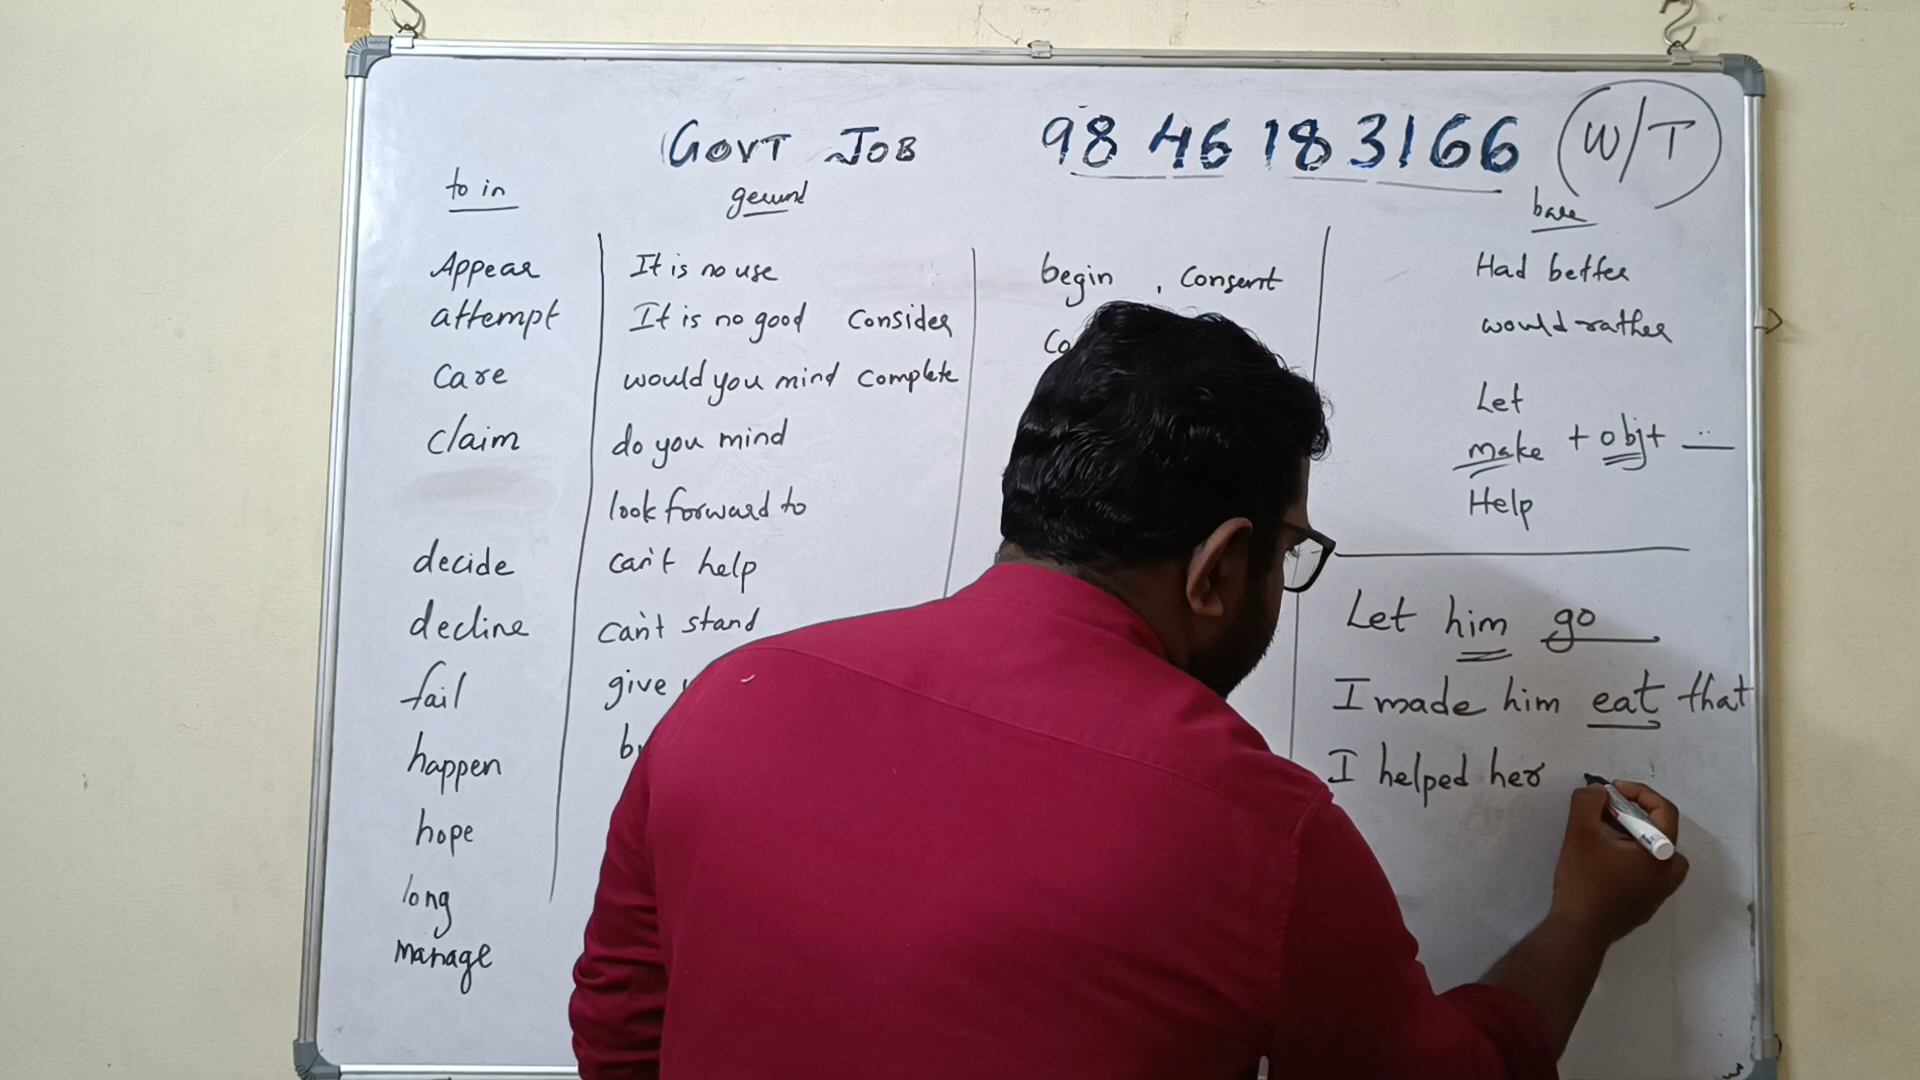 GOVT JOB 98 46 18 3166 W/T
to in
gerund
bare
Appear
attempt
care
claim
decide
decline
fail
happen
hope
long
manage
It is no use
It is no good consider
would you mind complete
do you mind
look forward to
can't help
can't stand
give
begin , consent
Had better
would rather
Let
make + objt ...
Help
Let him go
I made him eat that
I helped her